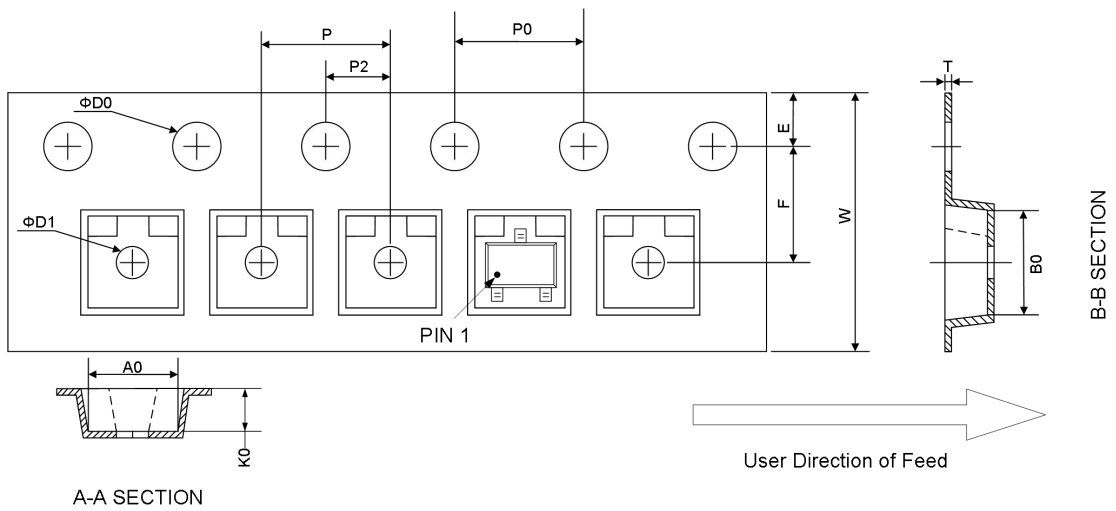 P
P0
P2
T
ΦD0
E
F
W
ΦD1
B0
B-B SECTION
PIN 1
A0
K0
User Direction of Feed
A-A SECTION